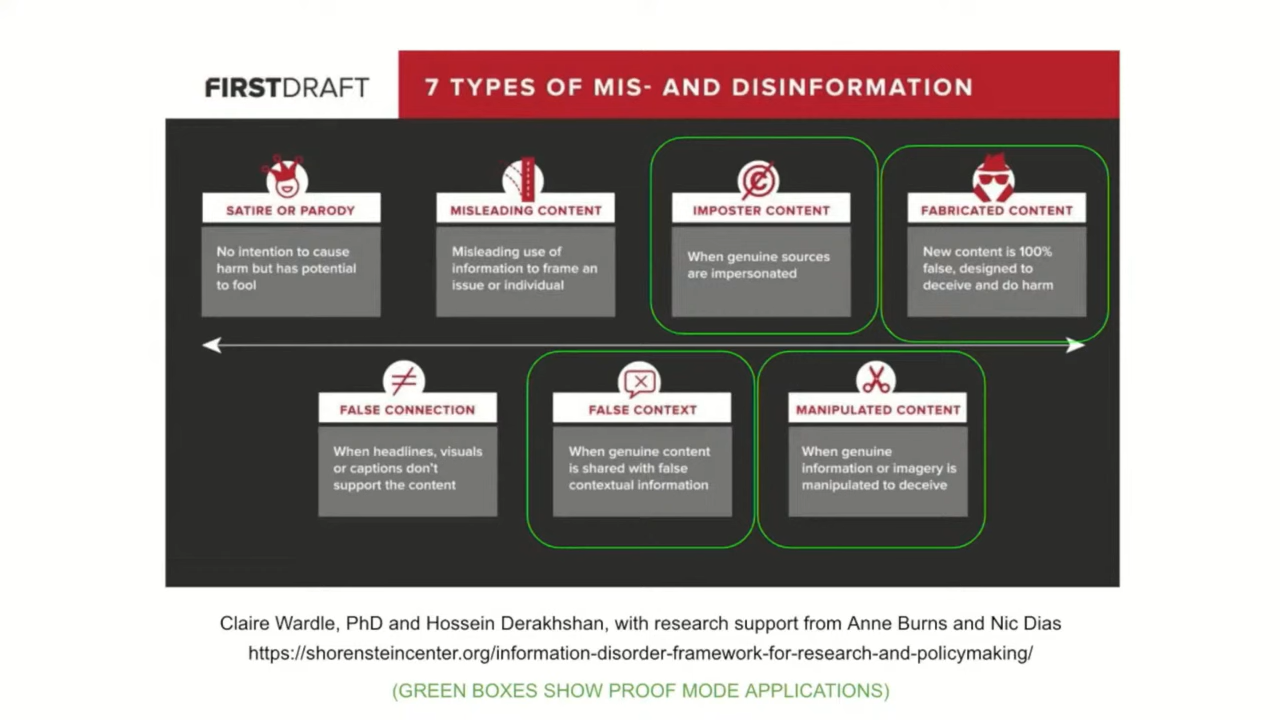 FIRSTDRAFT
7 TYPES OF MIS- AND DISINFORMATION
SATIRE OR PARODY
No intention to cause
harm but has potential
to fool
MISLEADING CONTENT
Misleading use of
information to frame an
issue or individual
IMPOSTER CONTENT
When genuine sources
are impersonated
FABRICATED CONTENT
New content is 100%
false, designed to
deceive and do harm
FALSE CONNECTION
When headlines, visuals
or captions don't
support the content
FALSE CONTEXT
When genuine content
is shared with false
contextual information
MANIPULATED CONTENT
When genuine
information or imagery is
manipulated to deceive
Claire Wardle, PhD and Hossein Derakhshan, with research support from Anne Burns and Nic Dias
https://shorensteincenter.org/information-disorder-framework-for-research-and-policymaking/
(GREEN BOXES SHOW PROOF MODE APPLICATIONS)